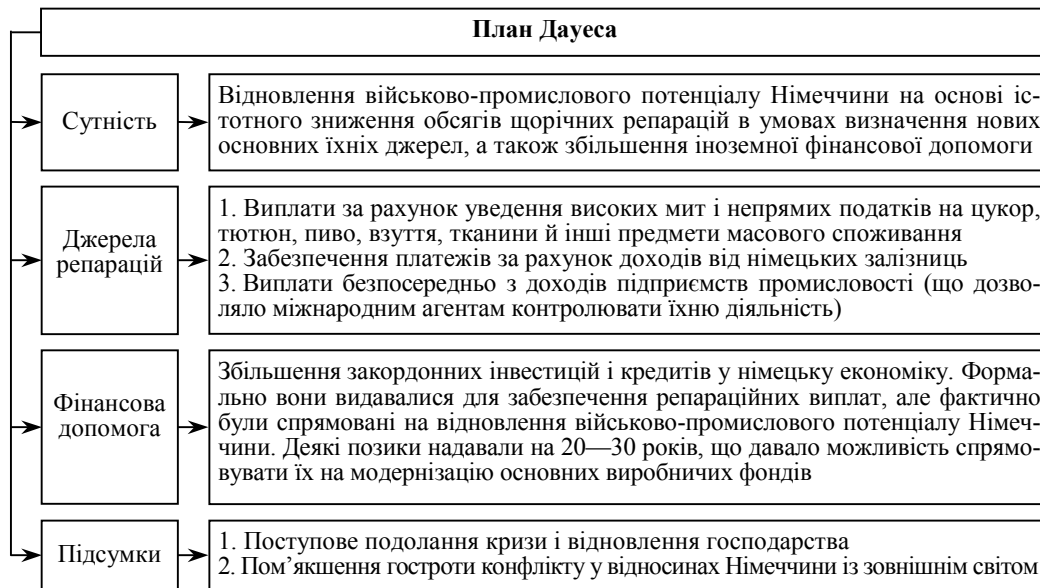 План Дауеса
Сутність
Відновлення військово-промислового потенціалу Німеччини на основі іс-
тотного зниження обсягів щорічних репарацій в умовах визначення нових
основних їхніх джерел, а також збільшення іноземної фінансової допомоги
Джерела
репарацій
1. Виплати за рахунок уведення високих мит і непрямих податків на цукор,
тютюн, пиво, взуття, тканини й інші предмети масового споживання
2. Забезпечення платежів за рахунок доходів від німецьких залізниць
3. Виплати безпосередньо з доходів підприємств промисловості (що дозво-
ляло міжнародним агентам контролювати їхню діяльність)
Фінансова
допомога
Збільшення закордонних інвестицій і кредитів у німецьку економіку. Форма-
льно вони видавалися для забезпечення репараційних виплат, але фактично
були спрямовані на відновлення військово-промислового потенціалу Німеч-
чини. Деякі позики надавали на 20—30 років, що давало можливість спрямо-
вувати їх на модернізацію основних виробничих фондів
Підсумки
1. Поступове подолання кризи і відновлення господарства
2. Пом’якшення гостроти конфлікту у відносинах Німеччини із зовнішнім світом